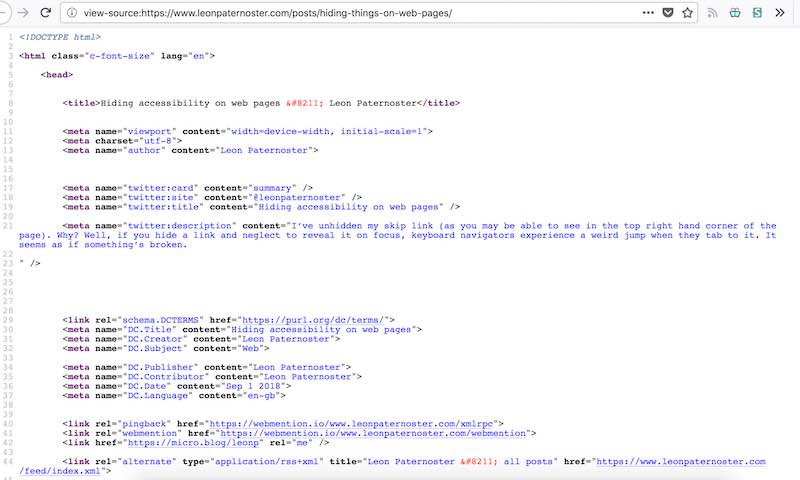 view-source:https://www.leonpaternoster.com/posts/hiding-things-on-web-pages/
1 <!DOCTYPE html>
2
3 <html class="c-font-size" lang="en">
4
5 <head>
6
7
8 <title>Hiding accessibility on web pages &#8211; Leon Paternoster</title>
9
10
11 <meta name="viewport" content="width=device-width, initial-scale=1">
12 <meta charset="utf-8">
13 <meta name="author" content="Leon Paternoster">
14
15
16
17 <meta name="twitter:card" content="summary" />
18 <meta name="twitter:site" content="@leonpaternoster" />
19 <meta name="twitter:title" content="Hiding accessibility on web pages" />
20
21 <meta name="twitter:description" content="I've unhidden my skip link (as you may be able to see in the top right hand corner of the
page). Why? Well, if you hide a link and neglect to reveal it on focus, keyboard navigators experience a weird jump when they tab to it. It
seems as if something's broken.
22
23 " />
24
25
26
27
28
29 <link rel="schema.DCTERMS" href="https://purl.org/dc/terms/">
30 <meta name="DC.Title" content="Hiding accessibility on web pages">
31 <meta name="DC.Creator" content="Leon Paternoster">
32 <meta name="DC.Subject" content="Web">
33
34 <meta name="DC.Publisher" content="Leon Paternoster">
35 <meta name="DC.Contributor" content="Leon Paternoster">
36 <meta name="DC.Date" content="Sep 1 2018">
37 <meta name="DC.Language" content="en-gb">
38
39
40 <link rel="pingback" href="https://webmention.io/www.leonpaternoster.com/xmlrpc">
41 <link rel="webmention" href="https://webmention.io/www.leonpaternoster.com/webmention">
42 <link href="https://micro.blog/leonp" rel="me" />
43
44 <link rel="alternate" type="application/rss+xml" title="Leon Paternoster &#8211; all posts" href="https://www.leonpaternoster.com
/feed/index.xml">